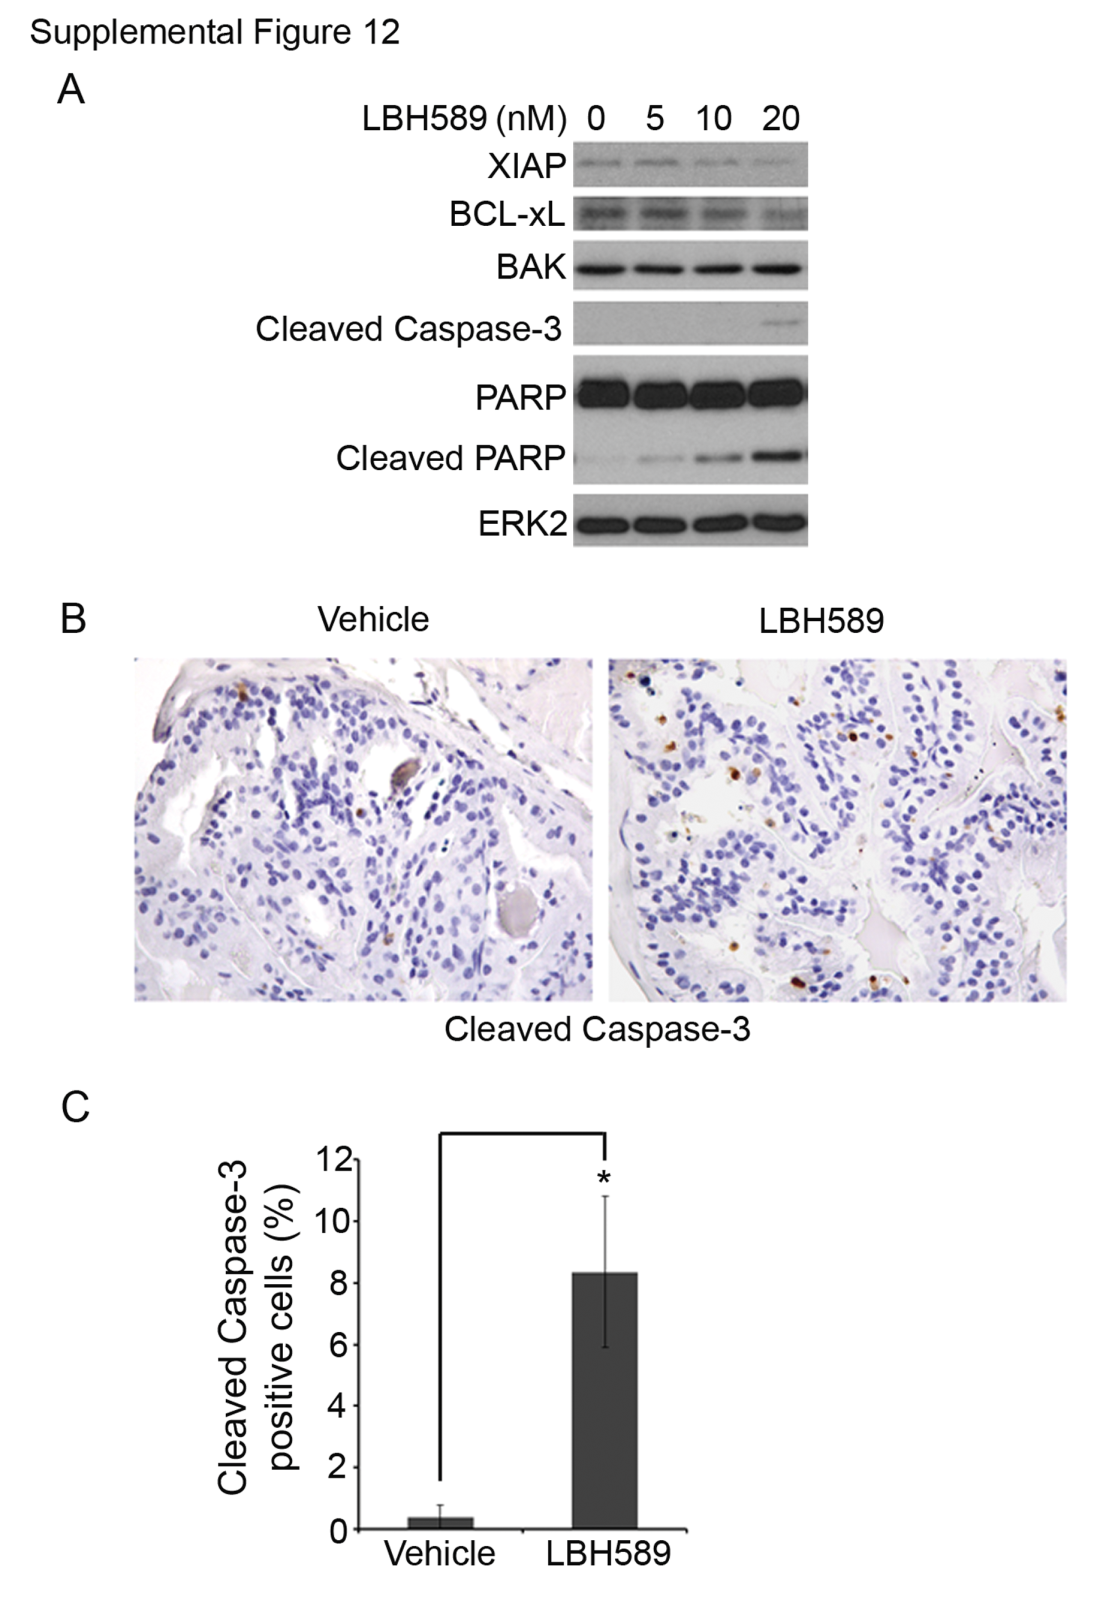 Supplemental Figure 12
A
LBH589 (nM) 0 5 10 20
XIAP
BCL-xL
BAK
Cleaved Caspase-3
PARP
Cleaved PARP
ERK2
B
Vehicle LBH589
Cleaved Caspase-3
C
Cleaved Caspase-3
positive cells (%)
12
10
8
6
4
2
0
*
Vehicle LBH589